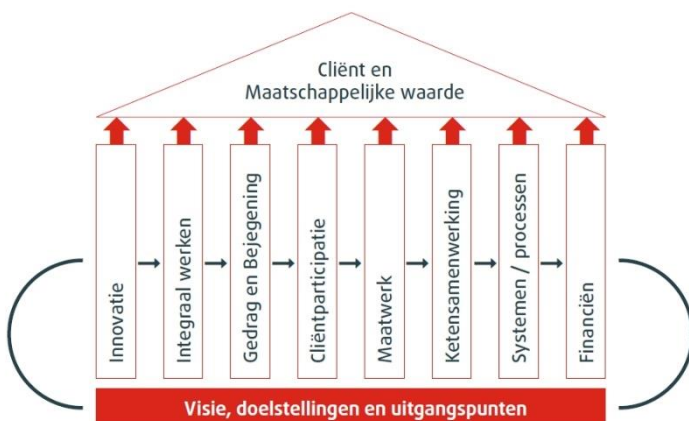 Cliënt en
Maatschappelijke waarde
Innovatie
Integraal werken
Gedrag en Bejegening
Cliëntparticipatie
Maatwerk
Ketensamenwerking
Systemen / processen
Financiën
Visie, doelstellingen en uitgangspunten